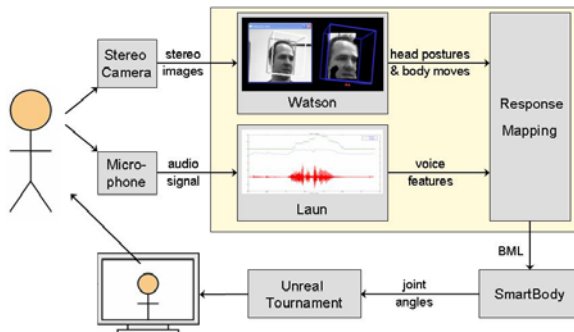 Stereo
Camera
stereo
images
Watson
head postures
& body moves
Response
Mapping
Micro-
phone
audio
signal
Laun
voice
features
BML
SmartBody
joint
angles
Unreal
Tournament